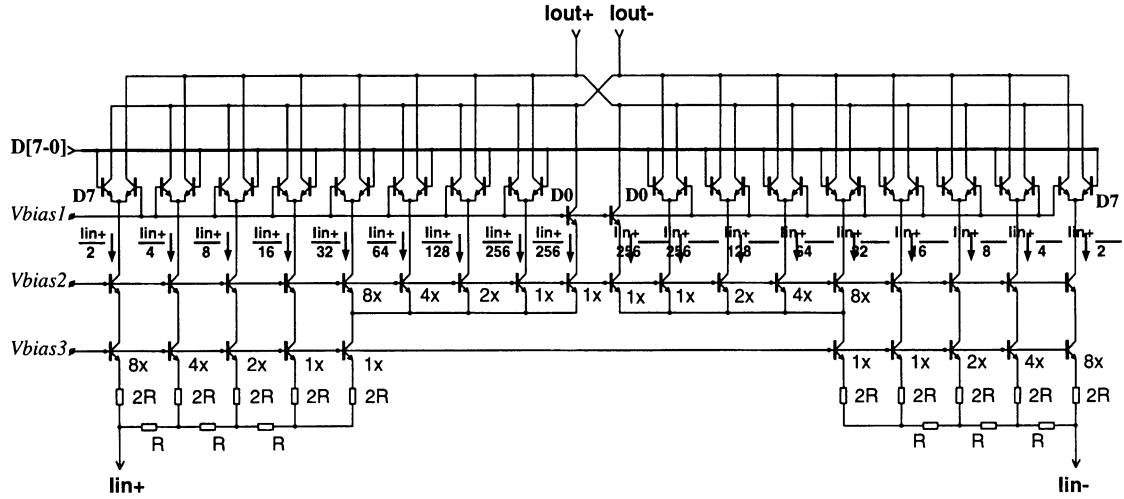 Iout+ Iout-
D[7-0]
D7 D0 D0 D7
Vbias1
Iin+ Iin+ Iin+ Iin+ Iin+ Iin+ Iin+ Iin+ Iin+ Iin+ Iin+ Iin+ Iin+ Iin+ Iin+ Iin+ Iin+ Iin+
2 4 8 16 32 64 128 256 256 256 256 128 64 32 16 8 4 2
Vbias2
8x 4x 2x 1x 1x 1x 1x 2x 4x 8x
Vbias3
8x 4x 2x 1x 1x 1x 1x 2x 4x 8x
2R 2R 2R 2R 2R 2R 2R 2R 2R 2R
R R R R R R
Iin+ Iin-